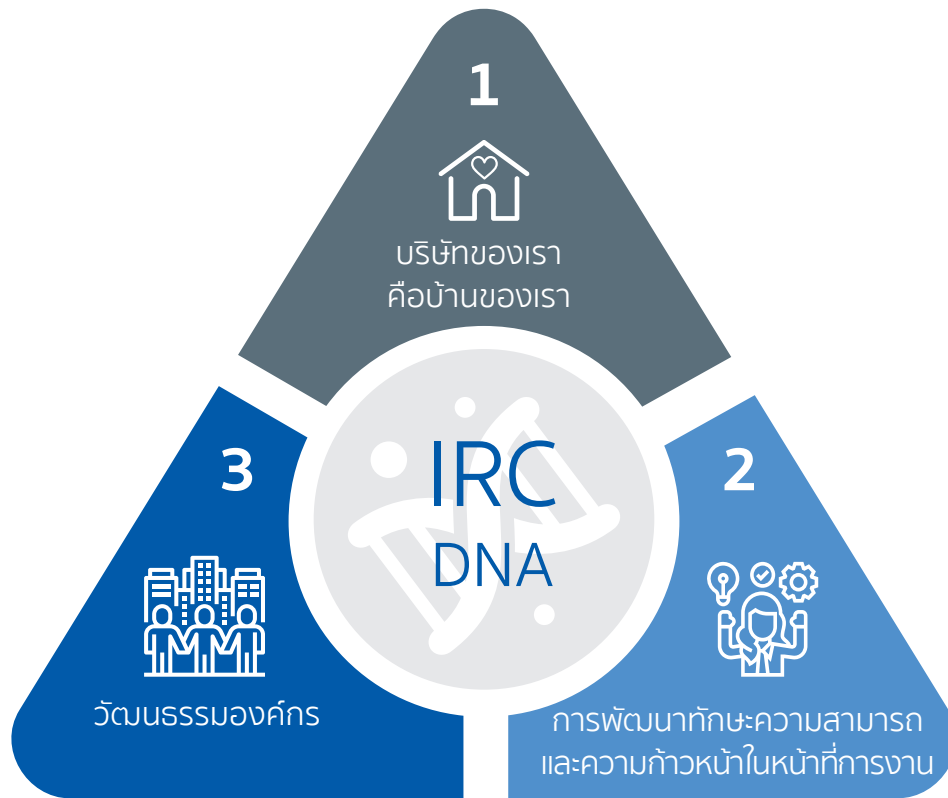 1
บริษัทของเรา
คือบ้านของเรา
IRC
DNA
2
การพัฒนาทักษะความสามารถ
และความก้าวหน้าในหน้าที่การงาน
3
วัฒนธรรมองค์กร